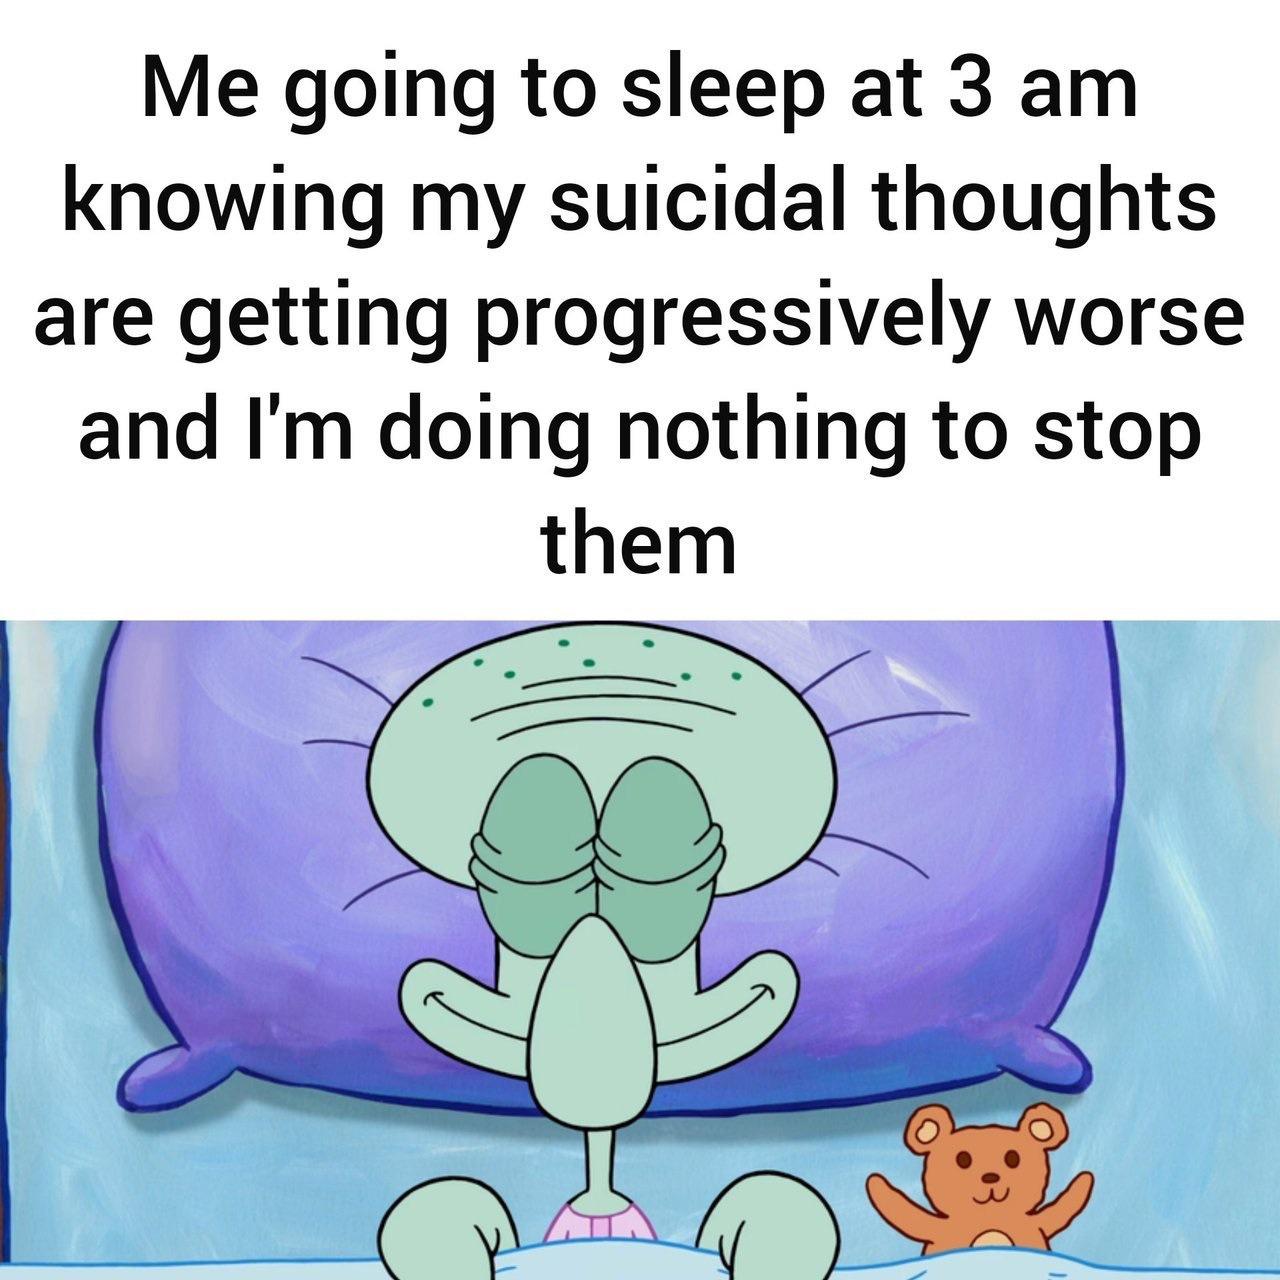 Me going to sleep at 3 am
knowing my suicidal thoughts
are getting progressively worse
and I'm doing nothing to stop
them